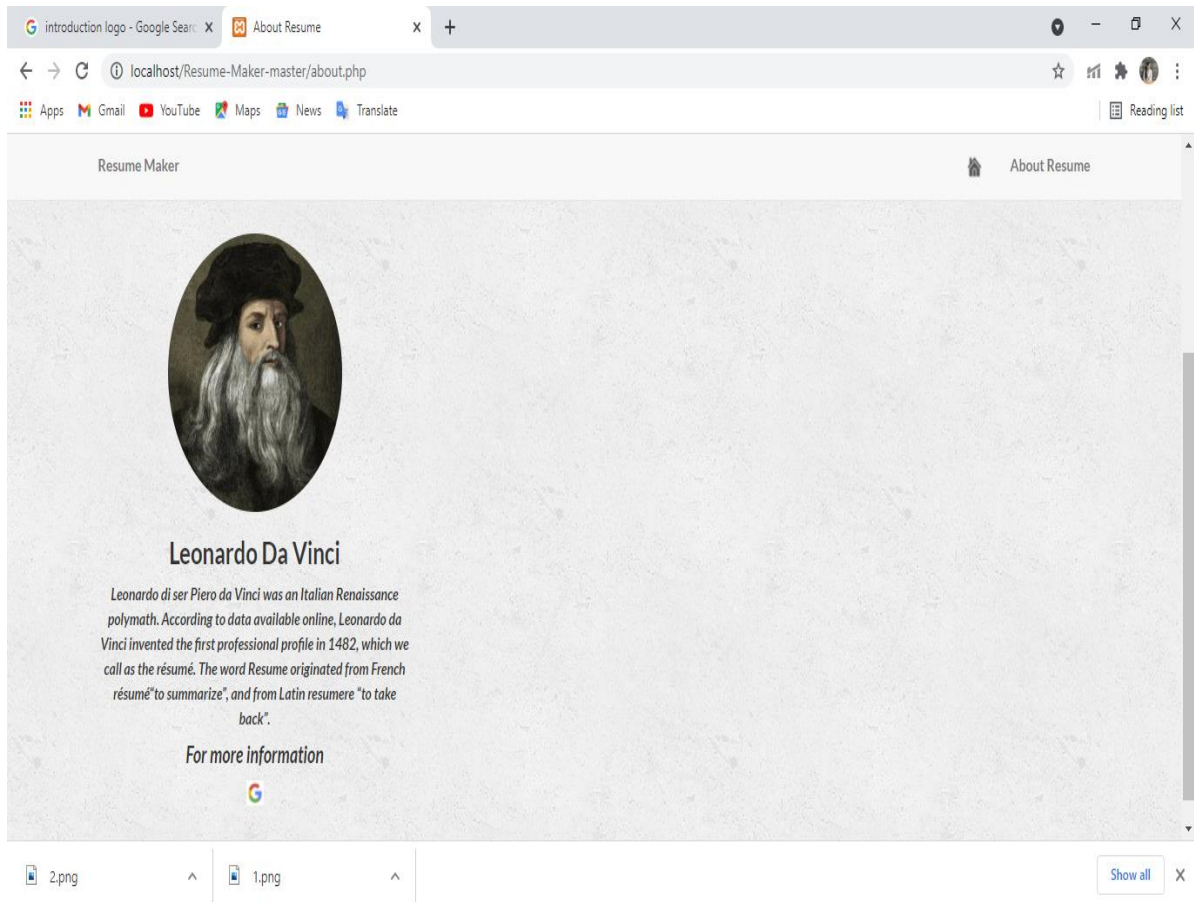 introduction logo - Google Searc
About Resume
localhost/Resume-Maker-master/about.php
Apps Gmail YouTube Maps News Translate Reading list
Resume Maker About Resume
Leonardo Da Vinci
Leonardo di ser Piero da Vinci was an Italian Renaissance
polymath. According to data available online, Leonardo da
Vinci invented the first professional profile in 1482, which we
call as the résumé. The word Resume originated from French
résumé"to summarize", and from Latin resumere "to take
back".
For more information
2.png 1.png Show all